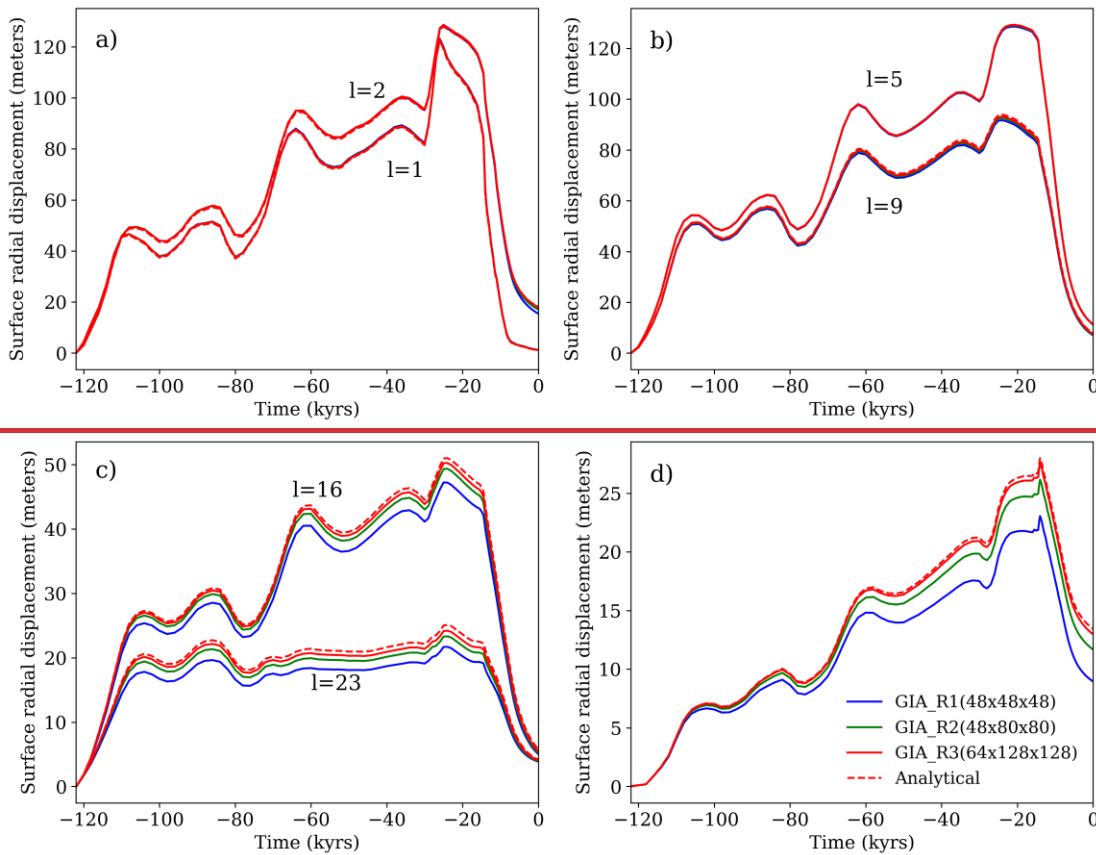 a)
l=2
l=1
Surface radial displacement (meters)
0
20
40
60
80
100
120
−120 −100 −80 −60 −40 −20 0
Time (kyrs)
b)
l=5
l=9
Surface radial displacement (meters)
0
20
40
60
80
100
120
−120 −100 −80 −60 −40 −20 0
Time (kyrs)
c)
l=16
l=23
Surface radial displacement (meters)
0
10
20
30
40
50
−120 −100 −80 −60 −40 −20 0
Time (kyrs)
d)
Surface radial displacement (meters)
0
5
10
15
20
25
GIA_R1(48x48x48)
GIA_R2(48x80x80)
GIA_R3(64x128x128)
Analytical
−120 −100 −80 −60 −40 −20 0
Time (kyrs)